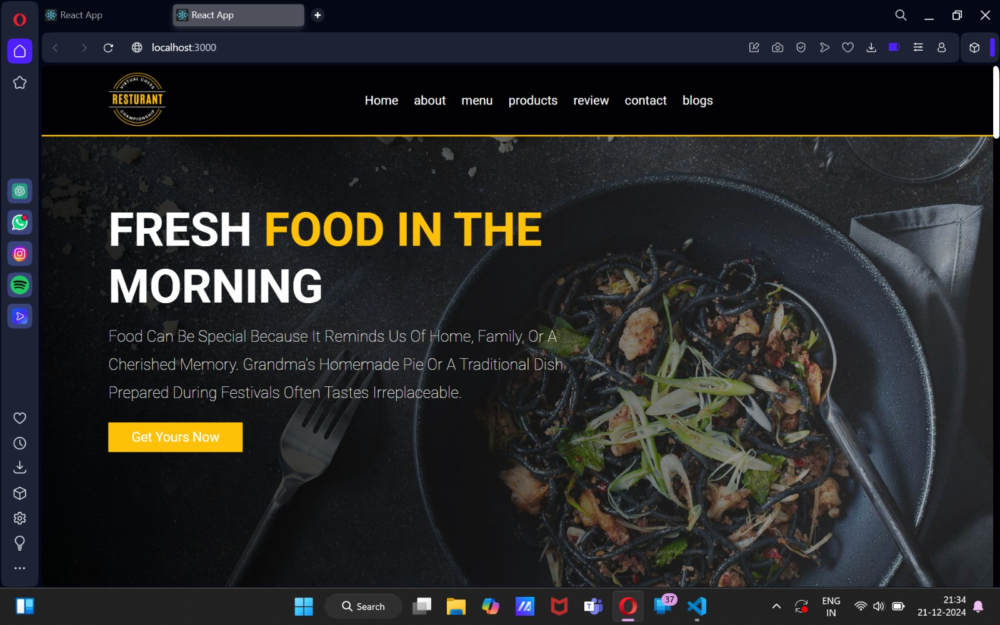 React App
React App
localhost:3000
VIRTUAL CHESS
RESTURANT
CHAMPIONSHIP
Home about menu products review contact blogs
FRESH FOOD IN THE
MORNING
Food Can Be Special Because It Reminds Us Of Home, Family, Or A
Cherished Memory. Grandma's Homemade Pie Or A Traditional Dish
Prepared During Festivals Often Tastes Irreplaceable.
Get Yours Now
Search
T
37
ENG
IN
21:34
21-12-2024